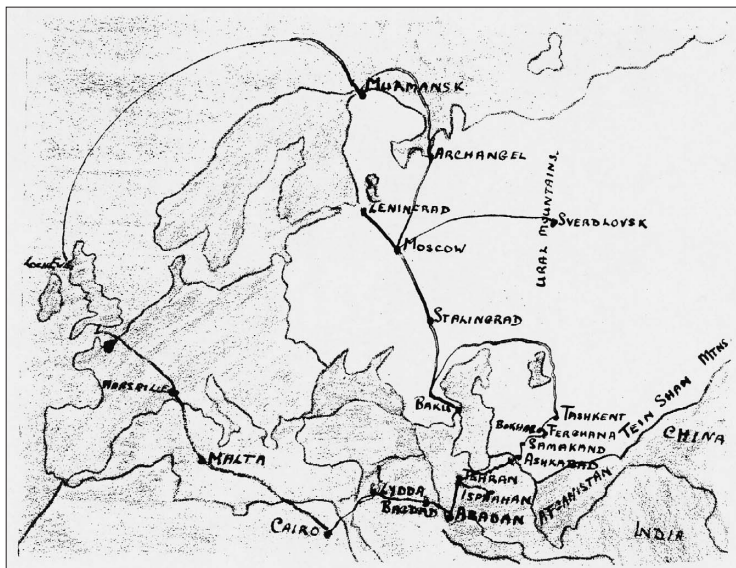 MURMANSK
ARCHANGEL
LENINGRAD
URAL MOUNTAINS.
SVERDLOVSK
MOSCOW
STALINGRAD
MARSEILLE
BAKU
TASHKENT
BOKHARA FERGHANA
SAMAKAND
ASHKABAD
TEIN SHAN MTNS
CHINA
MALTA
TEHRAN
ISPHAHAN
LYDDA
BAGDAD
ABADAN
AFGANISTAN
CAIRO
INDIA